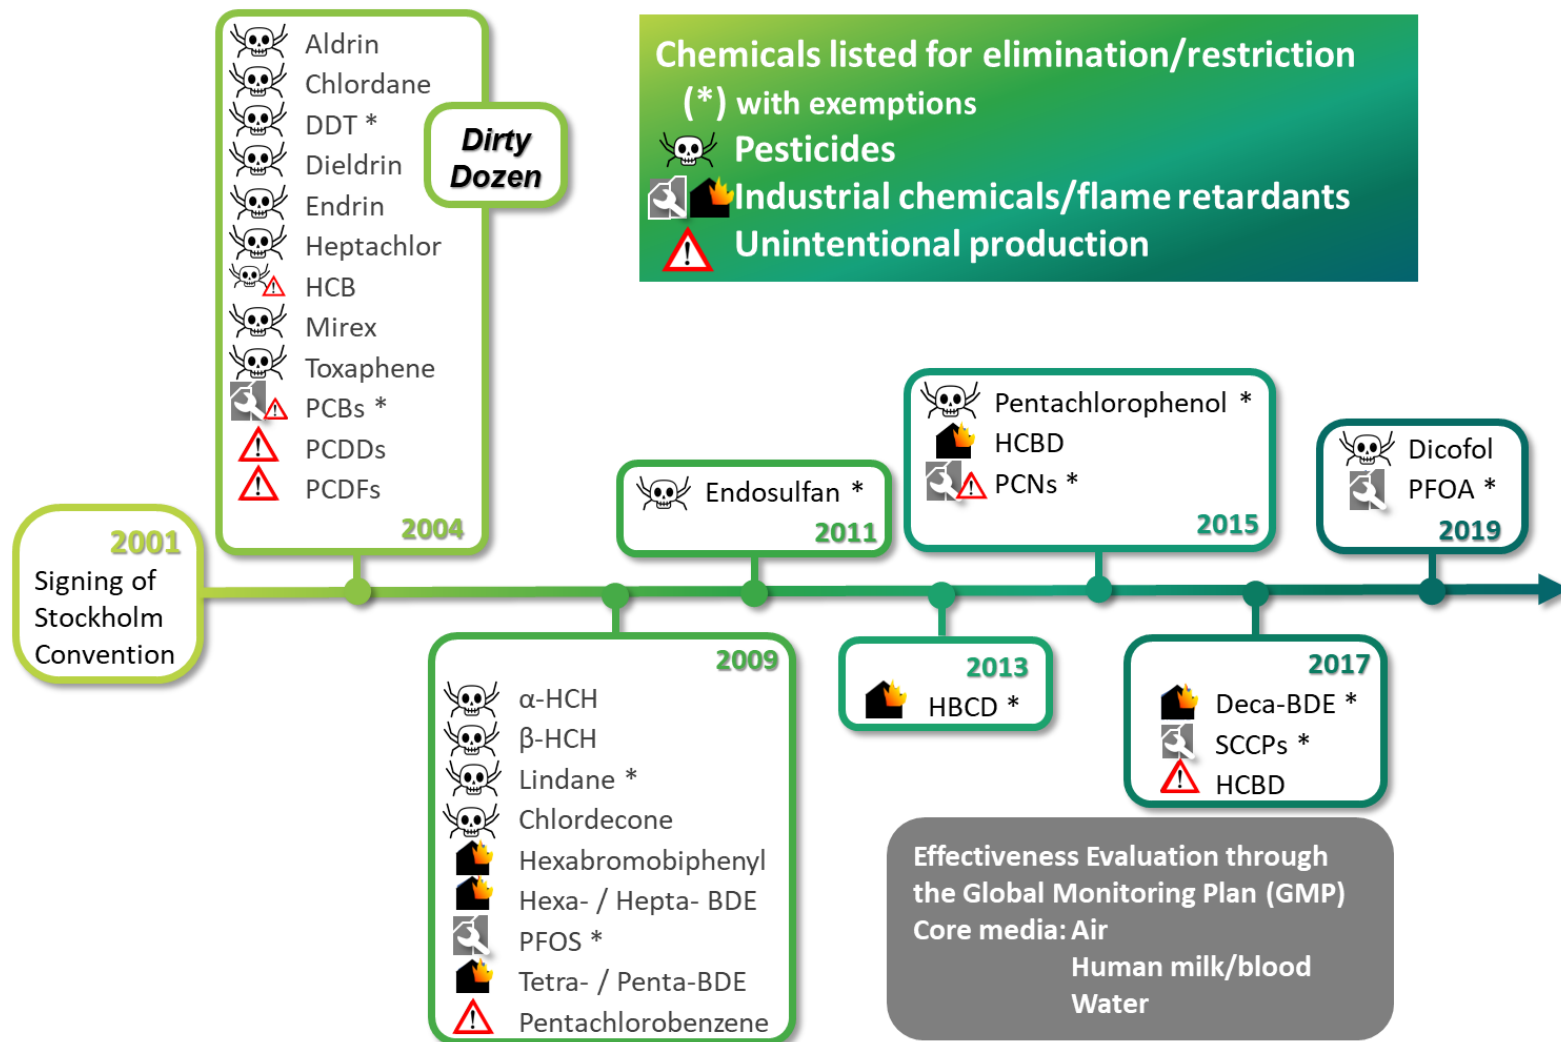 Aldrin
Chlordane
DDT *
Dieldrin
Endrin
Heptachlor
HCB
Mirex
Toxaphene
PCBs *
PCDDs
PCDFs
2004
Dirty
Dozen
Chemicals listed for elimination/restriction
(*) with exemptions
Pesticides
Industrial chemicals/flame retardants
Unintentional production
2001
Signing of
Stockholm
Convention
Endosulfan *
2011
Pentachlorophenol *
HCBD
PCNs *
2015
Dicofol
PFOA *
2019
2009
α-HCH
β-HCH
Lindane *
Chlordecone
Hexabromobiphenyl
Hexa- / Hepta- BDE
PFOS *
Tetra- / Penta-BDE
Pentachlorobenzene
2013
HBCD *
2017
Deca-BDE *
SCCPs *
HCBD
Effectiveness Evaluation through
the Global Monitoring Plan (GMP)
Core media: Air
Human milk/blood
Water